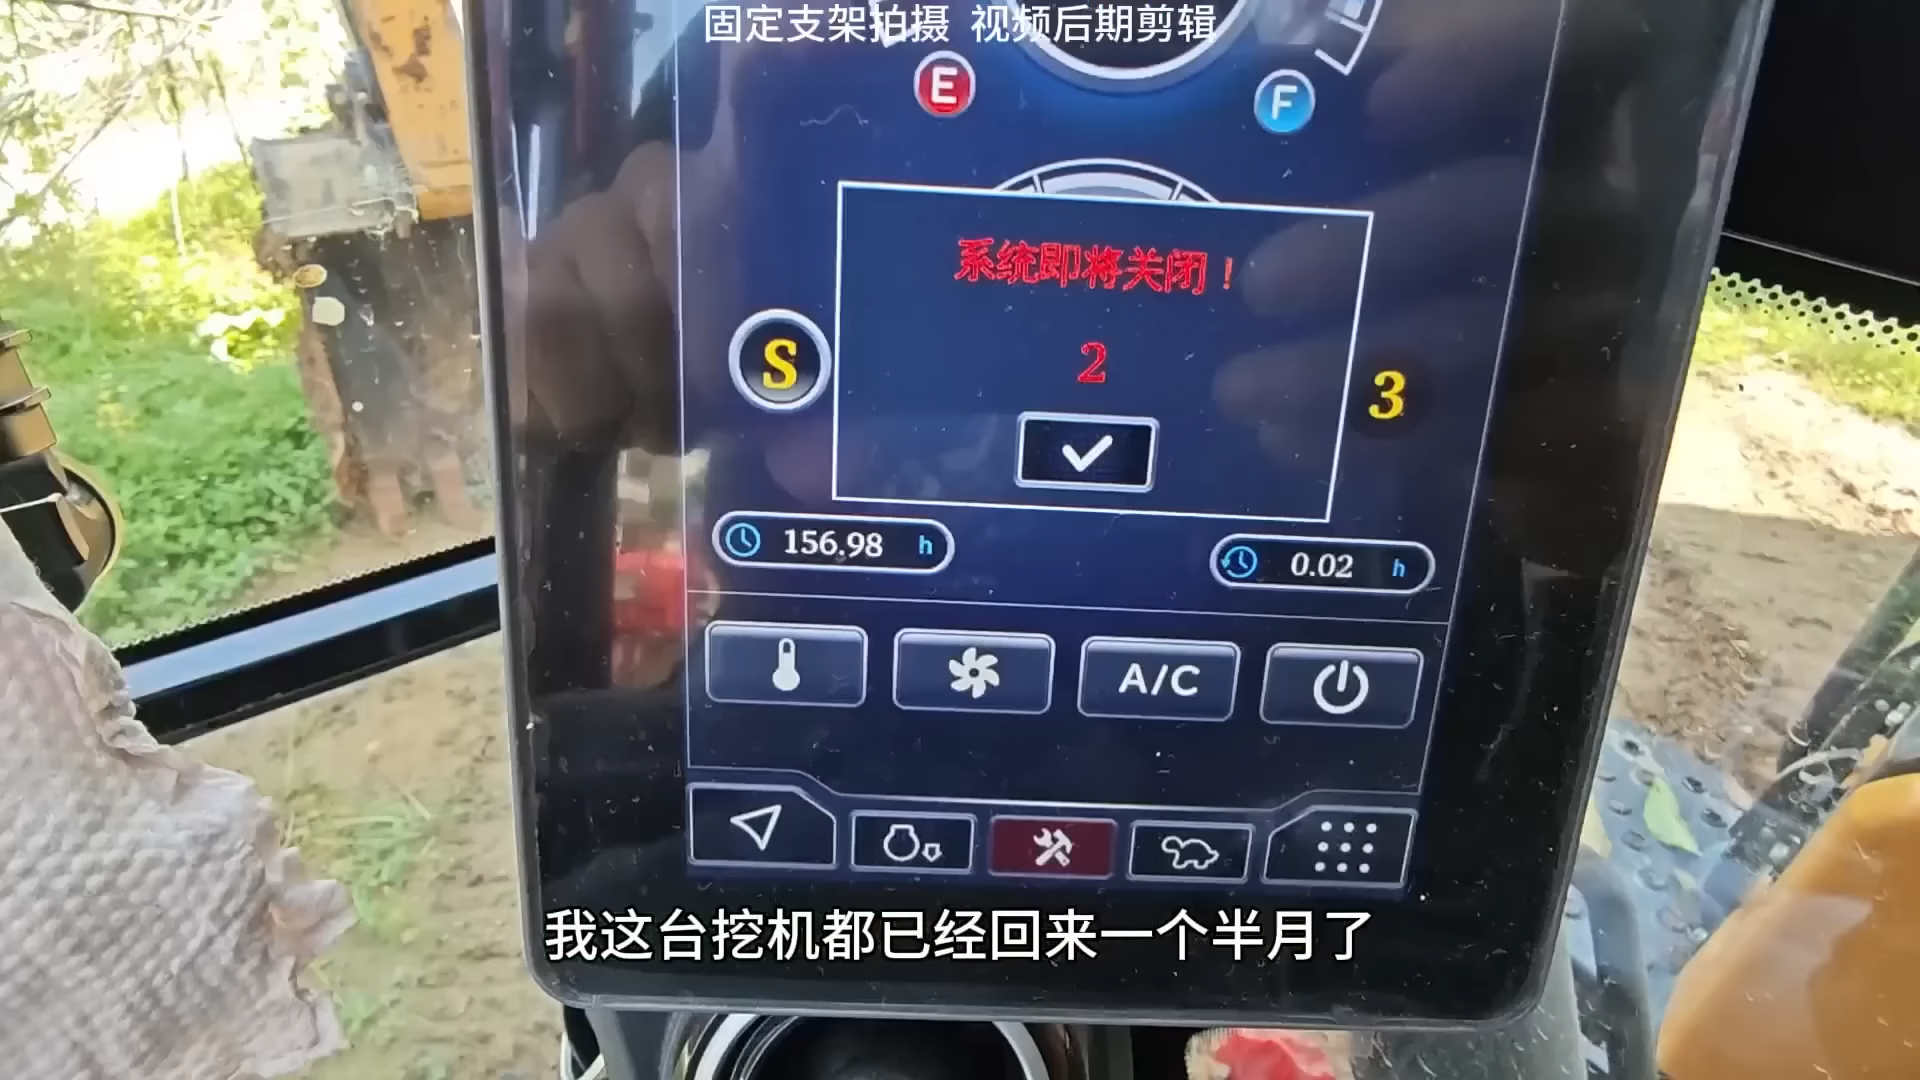 固定支架拍摄 视频后期剪辑
E
F
系统即将关闭！
2
S
3
156.98 h
0.02 h
A/C
我这台挖机都已经回来一个半月了